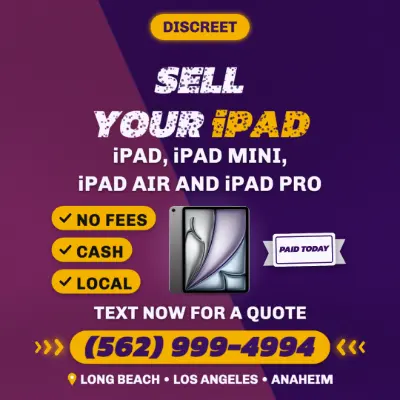 DISCREET
SELL
YOUR iPAD
iPAD, iPAD MINI,
iPAD AIR AND iPAD PRO
NO FEES
CASH
LOCAL
PAID TODAY
TEXT NOW FOR A QUOTE
››› (562) 999-4994 ‹‹‹
LONG BEACH • LOS ANGELES • ANAHEIM